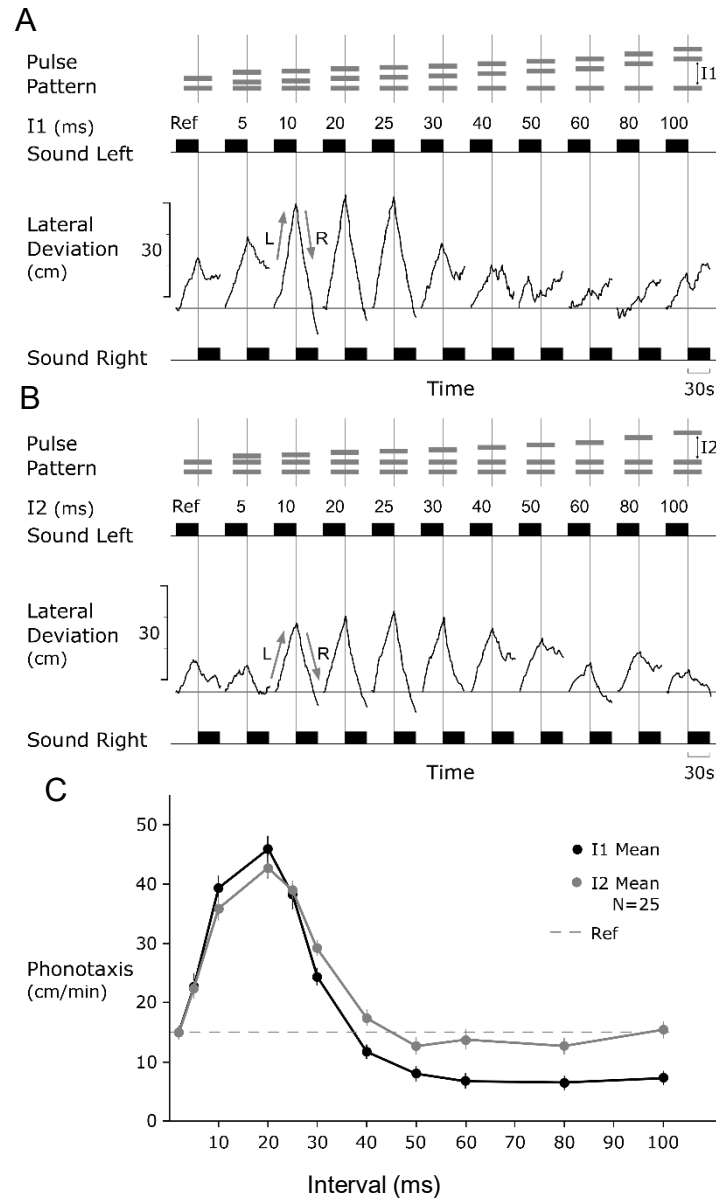 A
Pulse
Pattern
I1
I1 (ms) Ref 5 10 20 25 30 40 50 60 80 100
Sound Left
Lateral
Deviation
(cm)
30
L R
Sound Right
Time
30s
B
Pulse
Pattern
I2
I2 (ms) Ref 5 10 20 25 30 40 50 60 80 100
Sound Left
Lateral
Deviation
(cm)
30
L R
Sound Right
Time
30s
C
50
40
30
20
10
0
Phonotaxis
(cm/min)
I1 Mean
I2 Mean
N=25
Ref
10 20 30 40 50 60 70 80 90 100
Interval (ms)